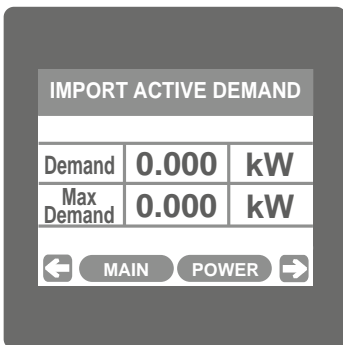 IMPORT ACTIVE DEMAND
Demand 0.000 kW
Max
Demand 0.000 kW
MAIN POWER